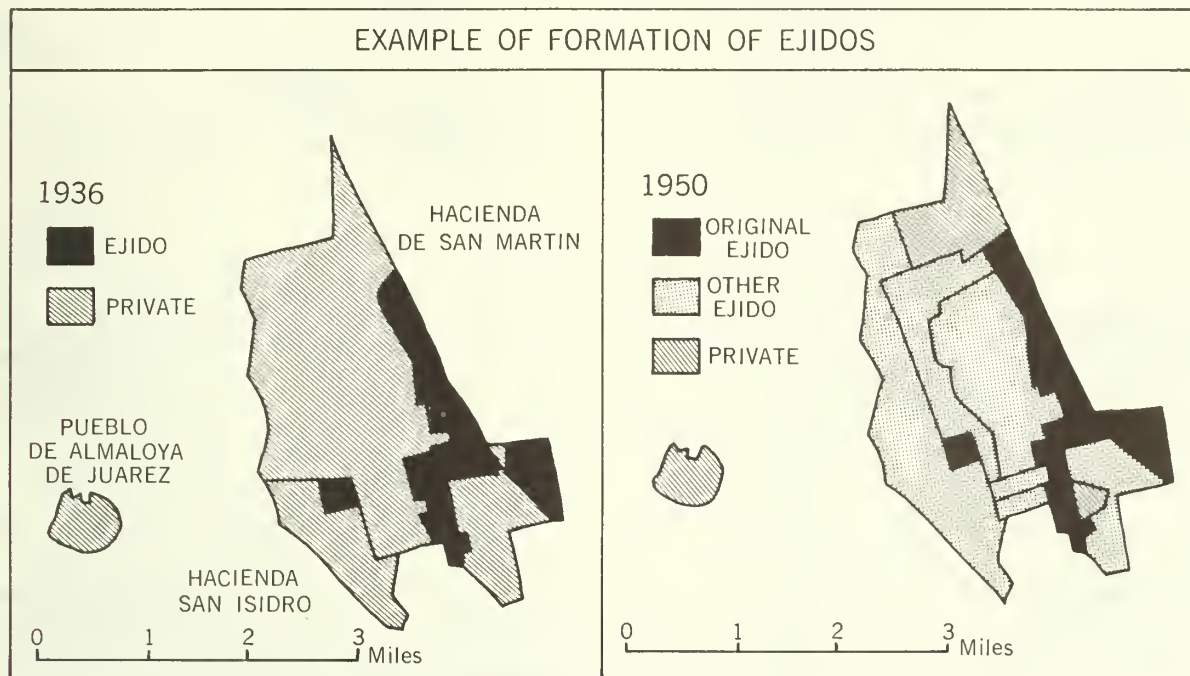 EXAMPLE OF FORMATION OF EJIDOS
1936
EJIDO
PRIVATE
HACIENDA
DE SAN MARTIN
PUEBLO
DE ALMALOYA
DE JUAREZ
HACIENDA
SAN ISIDRO
0 1 2 3 Miles
1950
ORIGINAL
EJIDO
OTHER
EJIDO
PRIVATE
0 1 2 3 Miles